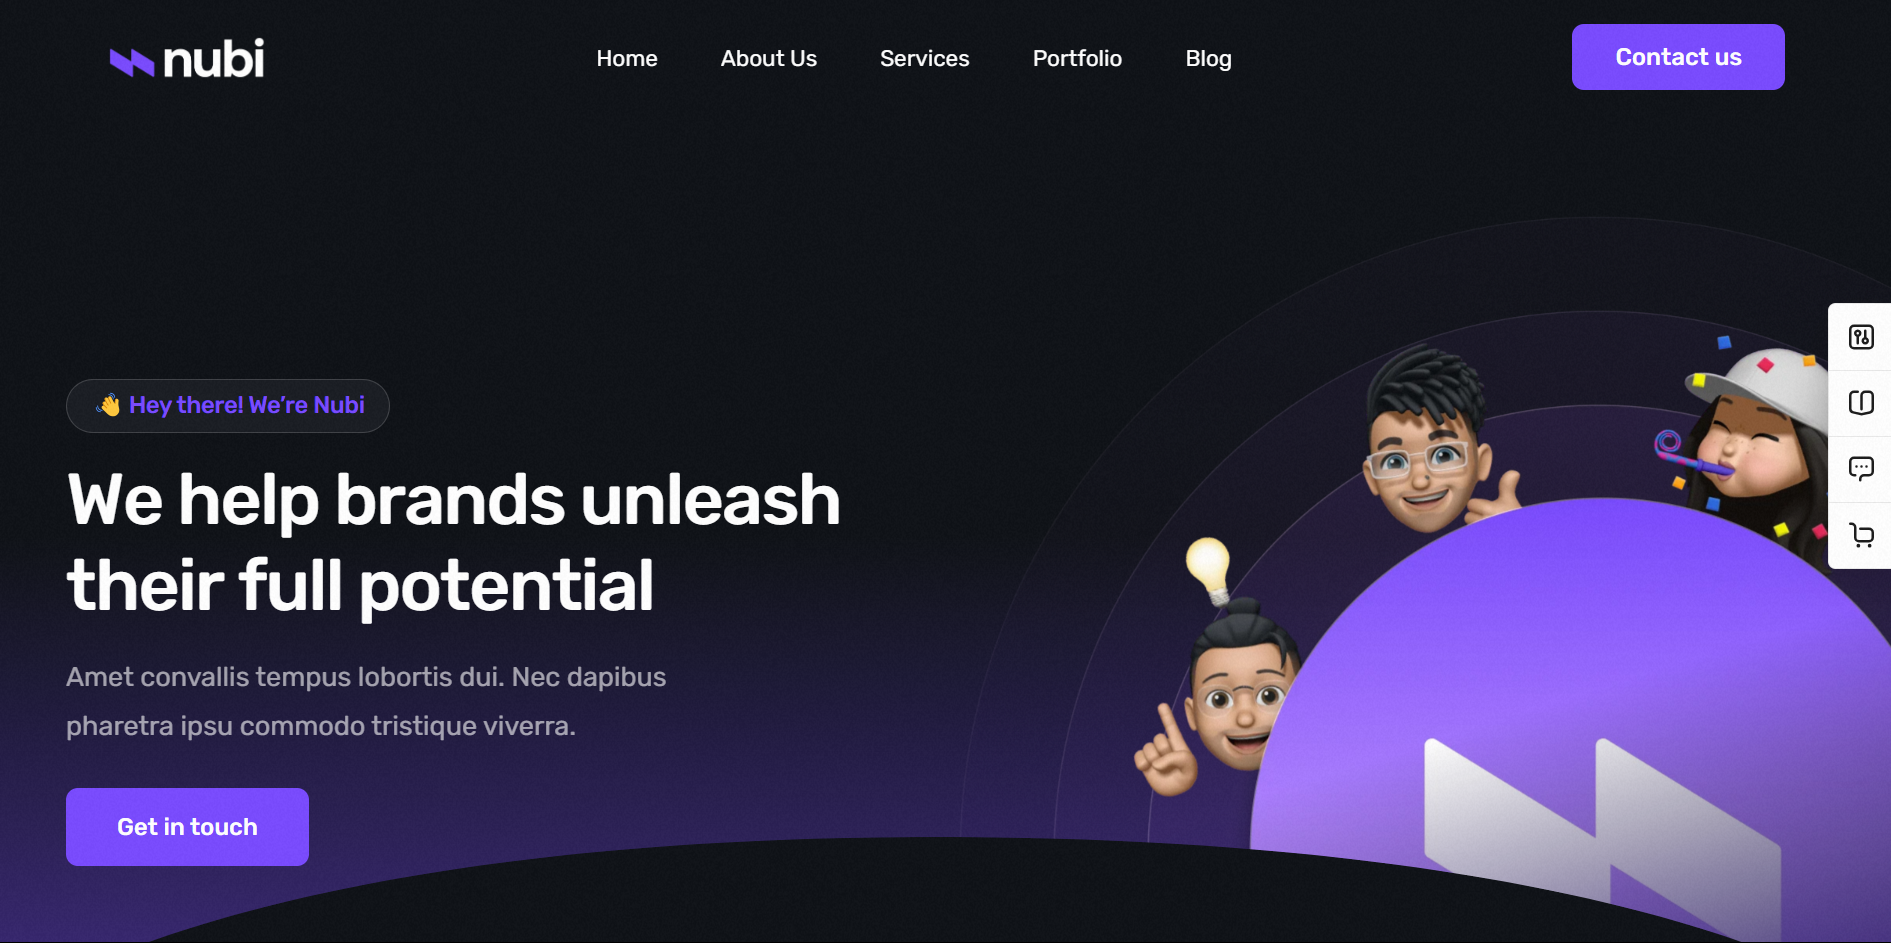 nubi
Home
About Us
Services
Portfolio
Blog
Contact us
👋 Hey there! We’re Nubi
We help brands unleash
their full potential
Amet convallis tempus lobortis dui. Nec dapibus
pharetra ipsu commodo tristique viverra.
Get in touch